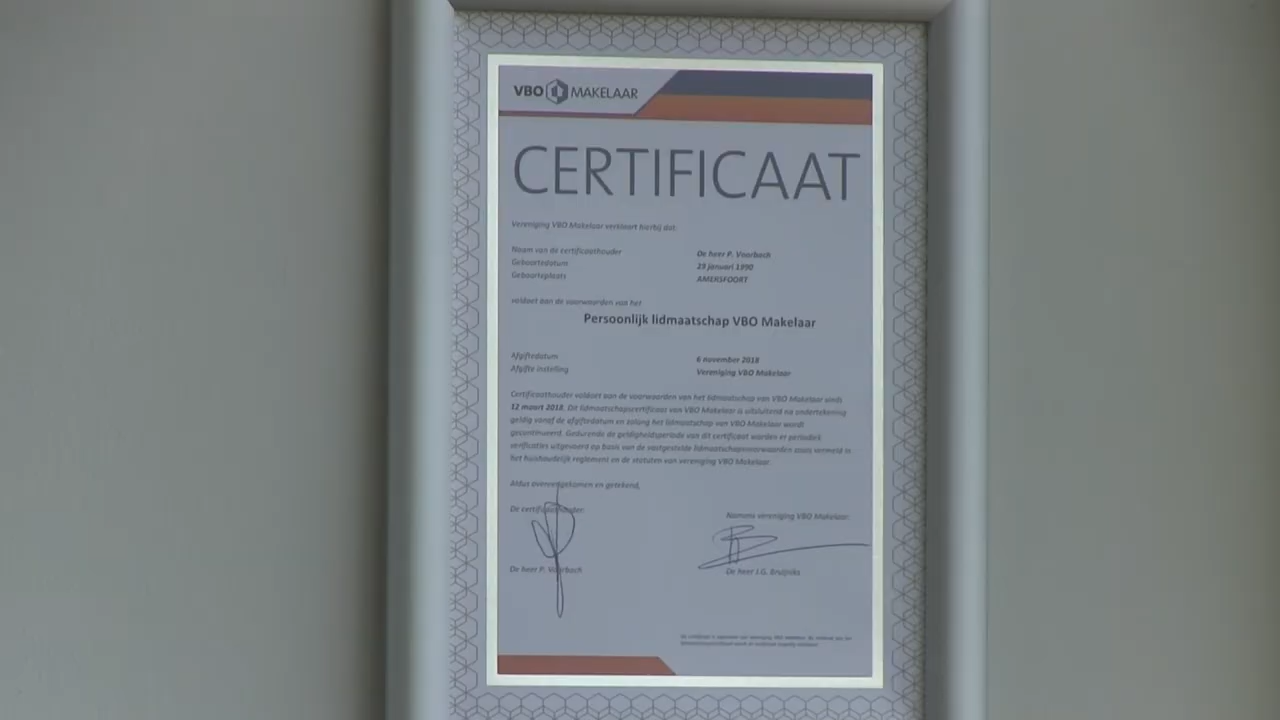 VBO MAKELAAR
CERTIFICAAT
Vereniging VBO Makelaar verklaart hierbij dat:
Naam van de certificaathouder De heer P. Voorbach
Geboortedatum 29 januari 1990
Geboorteplaats AMERSFOORT
voldoet aan de voorwaarden van het
Persoonlijk lidmaatschap VBO Makelaar
Afgiftedatum 6 november 2018
Afgifte instelling Vereniging VBO Makelaar
Certificaathouder voldoet aan de voorwaarden van het lidmaatschap van VBO Makelaar sinds
12 maart 2018. Dit lidmaatschapscertificaat van VBO Makelaar is uitsluitend na ondertekening
geldig vanaf de afgiftedatum en zolang het lidmaatschap van VBO Makelaar wordt
gecontinueerd. Gedurende de geldigheidsperiode van dit certificaat worden er periodiek
verificaties uitgevoerd op basis van de vastgestelde lidmaatschapsvoorwaarden zoals vermeld in
het huishoudelijk reglement en de statuten van vereniging VBO Makelaar.
Aldus overeengekomen en getekend,
De certificaathouder: Namens vereniging VBO Makelaar:
De heer P. Voorbach De heer J.G. Bruijniks